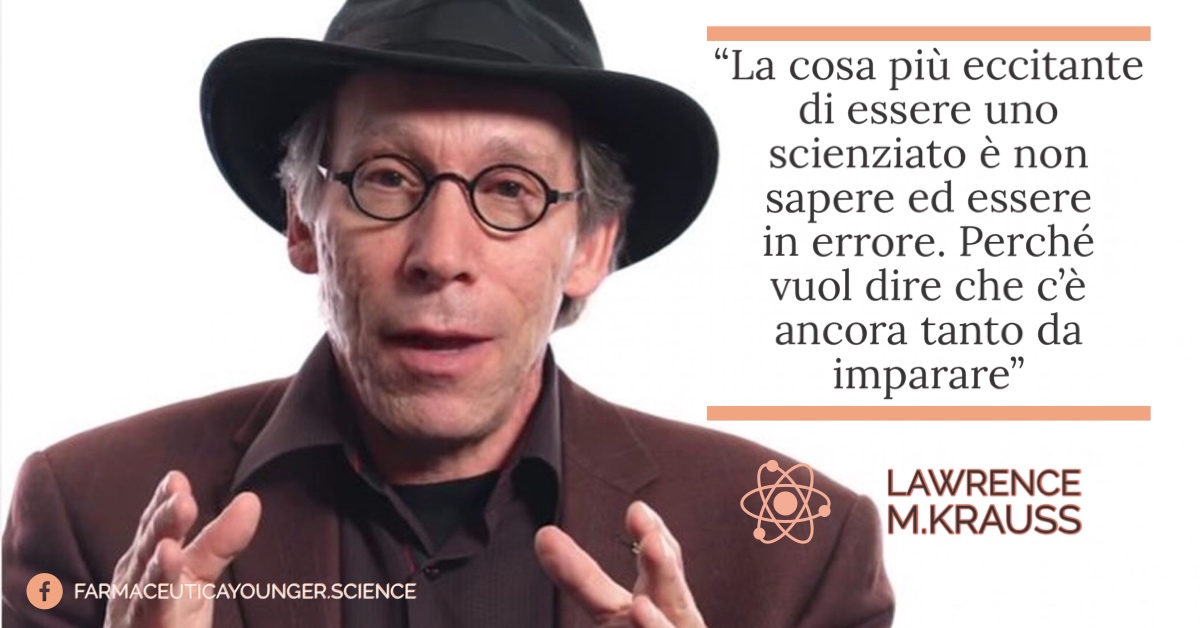 “La cosa più eccitante
di essere uno
scienziato è non
sapere ed essere
in errore. Perché
vuol dire che c’è
ancora tanto da
imparare”
LAWRENCE
M.KRAUSS
f FARMACEUTICAYOUNGER.SCIENCE